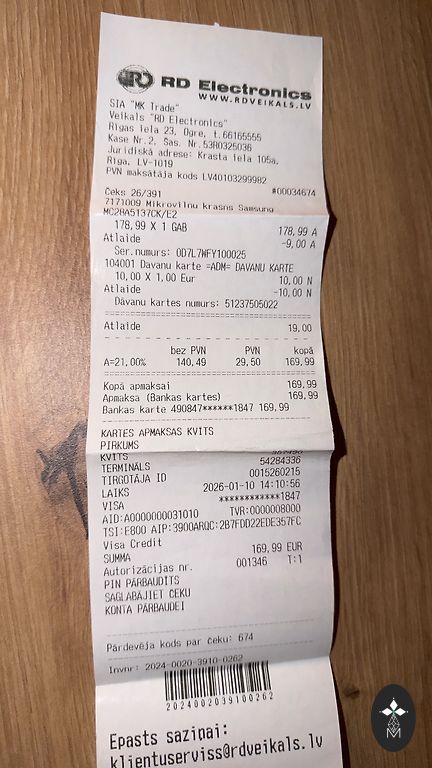 RD RD Electronics
WWW.RDVEIKALS.LV
SIA "MK Trade"
Veikals "RD Electronics"
Rīgas iela 23, Ogre, t.66165555
Kase Nr.2, Sas. Nr.53R0325036
Juridiskā adrese: Krasta iela 105a,
Rīga, LV-1019
PVN maksātāja kods LV40103299982
Čeks 26/391 #00034674
7171009 Mikroviļņu krāsns Samsung
MC28A5137CK/E2
178,99 X 1 GAB 178,99 A
Atlaide -9,00 A
Ser.numurs: 0D7L7WFY100025
104001 Dāvanu karte =ADM= DAVANU KARTE
10,00 X 1,00 Eur 10,00 N
Atlaide -10,00 N
Dāvanu kartes numurs: 51237505022
Atlaide 19,00
bez PVN PVN kopā
A=21,00% 140,49 29,50 169,99
Kopā apmaksai 169,99
Apmaksa (Bankas kartes) 169,99
Bankas karte 490847******1847 169,99
KARTES APMAKSAS KVĪTS
PIRKUMS
KVĪTS
TERMINĀLS 54284336
TIRGOTĀJA ID 0015260215
LAIKS 2026-01-10 14:10:56
VISA ************1847
AID:A0000000031010 TVR:0000008000
TSI:E800 AIP:3900ARQC:2B7FDD22EDE357FC
Visa Credit
SUMMA 169,99 EUR
Autorizācijas nr. 001346 T:1
PIN PĀRBAUDĪTS
SAGLABĀJIET ČEKU
KONTA PĀRBAUDEI
Pārdevēja kods par čeku: 674
Invnr: 2024-0020-3910-0262
2024002039100262
Epasts saziņai:
klientuserviss@rdveikals.lv